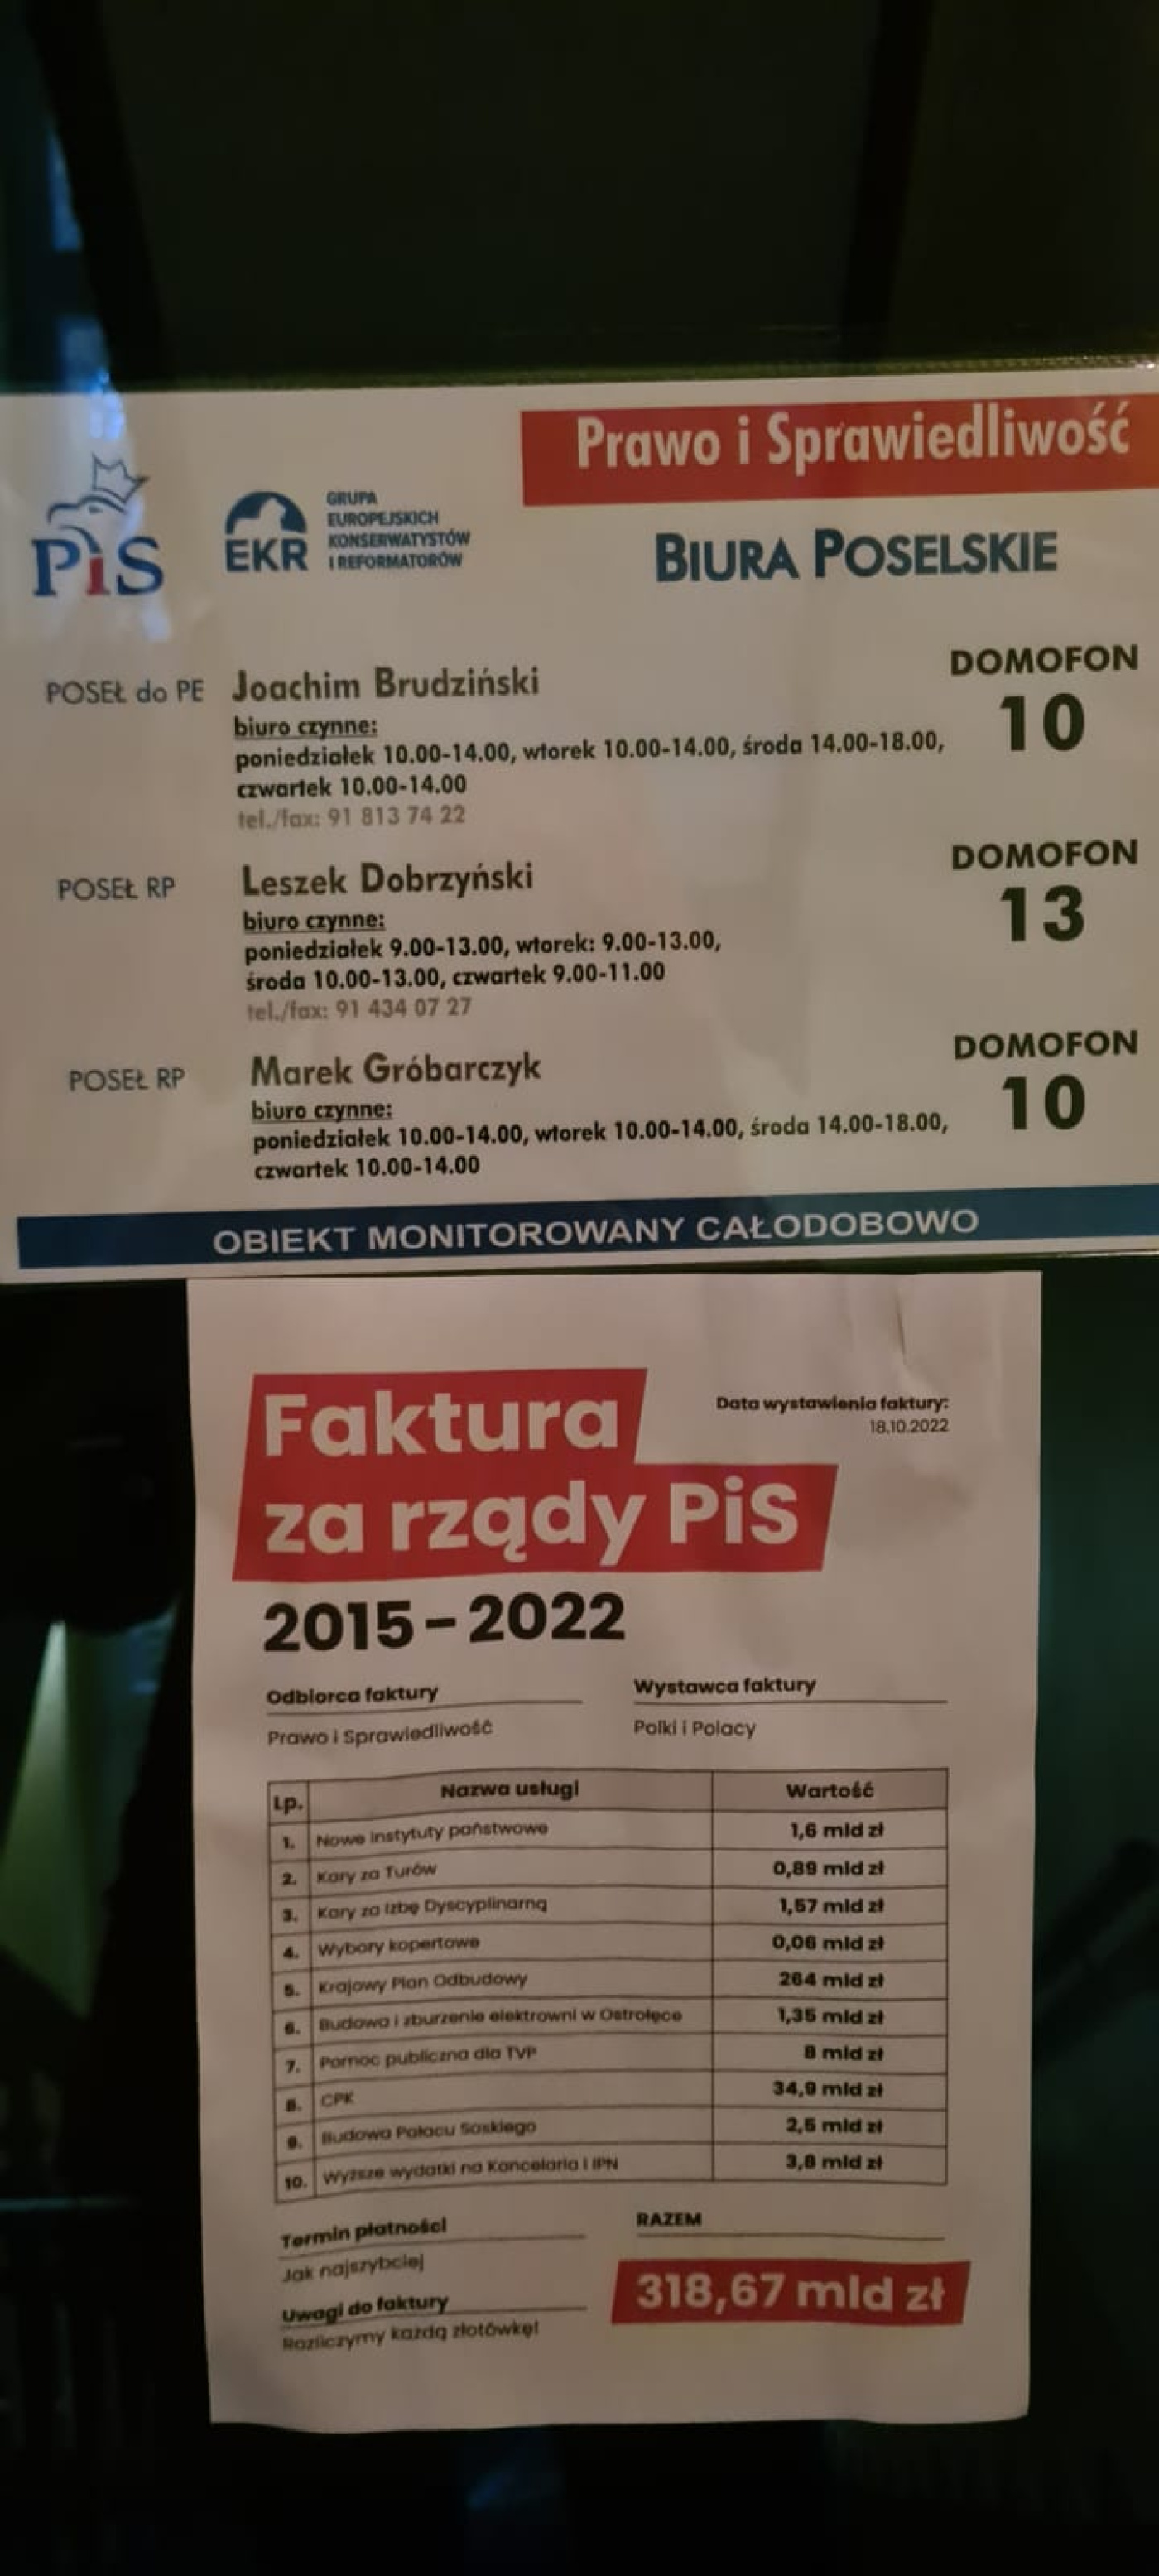 Prawo i Sprawiedliwość
PiS
EKR
GRUPA
EUROPEJSKICH
KONSERWATYSTÓW
I REFORMATORÓW
BIURA POSELSKIE
POSEŁ do PE Joachim Brudziński DOMOFON
10
biuro czynne:
poniedziałek 10.00-14.00, wtorek 10.00-14.00, środa 14.00-18.00,
czwartek 10.00-14.00
tel./fax: 91 813 74 22
POSEŁ RP Leszek Dobrzyński DOMOFON
13
biuro czynne:
poniedziałek 9.00-13.00, wtorek: 9.00-13.00,
środa 10.00-13.00, czwartek 9.00-11.00
tel./fax: 91 434 07 27
POSEŁ RP Marek Gróbarczyk DOMOFON
10
biuro czynne:
poniedziałek 10.00-14.00, wtorek 10.00-14.00, środa 14.00-18.00,
czwartek 10.00-14.00
OBIEKT MONITOROWANY CAŁODOBOWO
Faktura
za rządy PiS
2015-2022
Data wystawienia faktury:
18.10.2022
Odbiorca faktury
Prawo i Sprawiedliwość
Wystawca faktury
Polki i Polacy
Lp. Nazwa usługi Wartość
1. Nowe instytuty państwowe 1,6 mld zł
2. Kary za Turów 0,89 mld zł
3. Kary za Izbę Dyscyplinarną 1,57 mld zł
4. Wybory kopertowe 0,06 mld zł
5. Krajowy Plan Odbudowy 264 mld zł
6. Budowa i zburzenie elektrowni w Ostrołęce 1,35 mld zł
7. Pomoc publiczna dla TVP 8 mld zł
8. CPK 34,9 mld zł
9. Budowa Pałacu Saskiego 2,5 mld zł
10. Wyższe wydatki na Kancelaria i IPN 3,8 mld zł
Termin płatności
Jak najszybciej
Uwagi do faktury
Rozliczymy każdą złotówkę!
RAZEM
318,67 mld zł